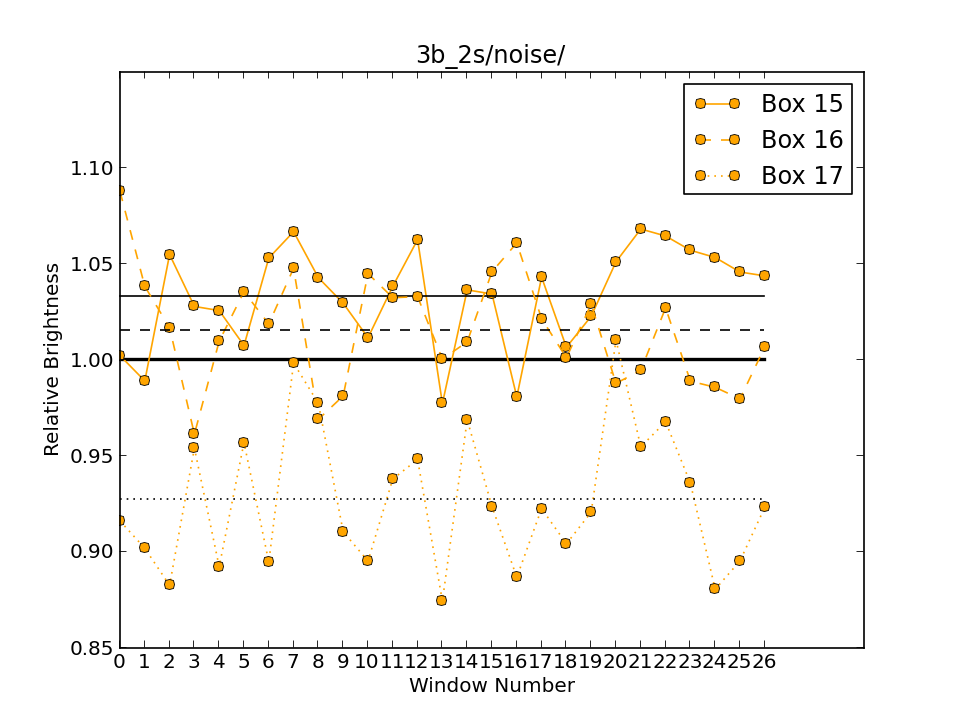 3b_2s/noise/
Box 15
Box 16
Box 17
Relative Brightness
1.10
1.05
1.00
0.95
0.90
0.85
0 1 2 3 4 5 6 7 8 9 10 11 12 13 14 15 16 17 18 19 20 21 22 23 24 25 26
Window Number